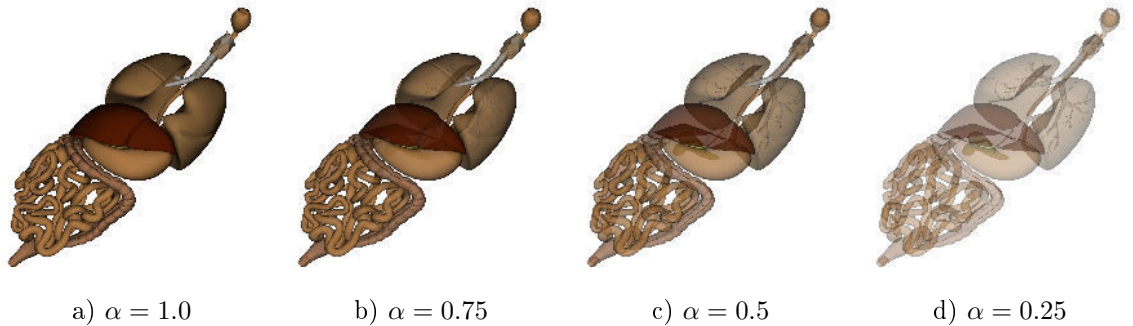 a) α = 1.0 b) α = 0.75 c) α = 0.5 d) α = 0.25